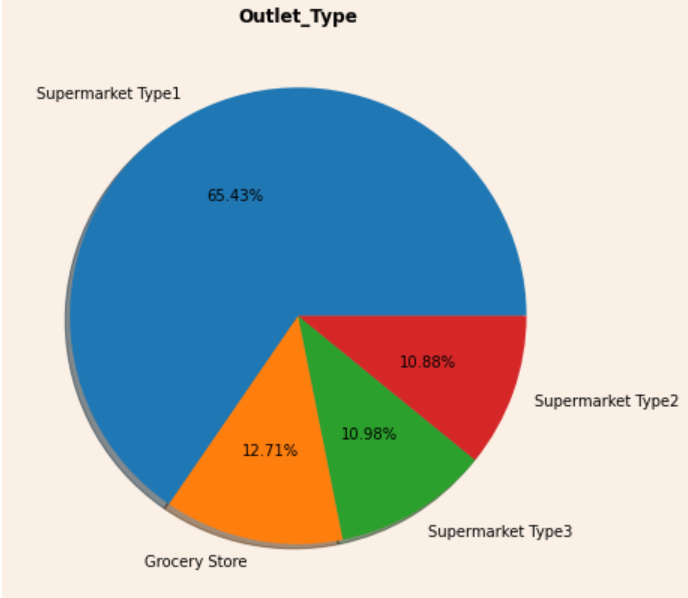 Outlet_Type
Supermarket Type1
65.43%
10.88%
Supermarket Type2
10.98%
12.71%
Supermarket Type3
Grocery Store